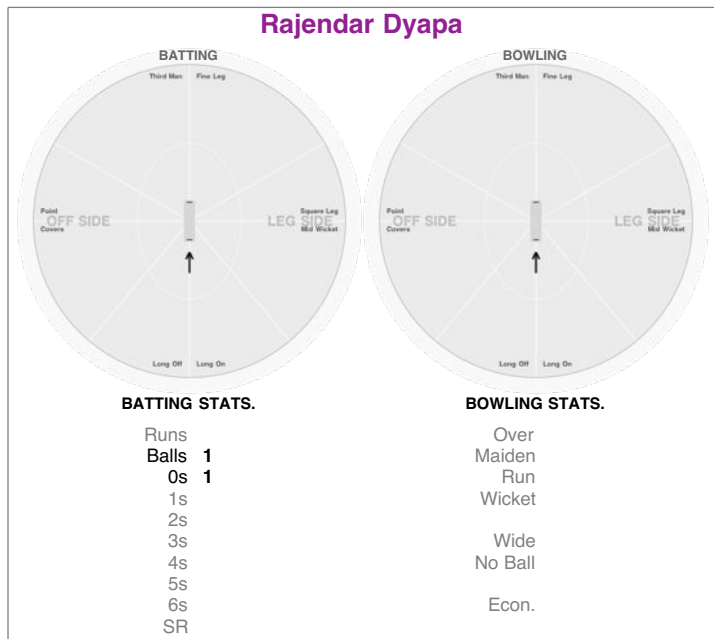 Rajendar Dyapa
BATTING BOWLING
Third Man Fine Leg Third Man Fine Leg
Point Square Leg Point Square Leg
OFF SIDE LEG SIDE OFF SIDE LEG SIDE
Covers Mid Wicket Covers Mid Wicket
Long Off Long On Long Off Long On
BATTING STATS. BOWLING STATS.
Runs Over
Balls 1 Maiden
0s 1 Run
1s Wicket
2s
3s Wide
4s No Ball
5s
6s Econ.
SR